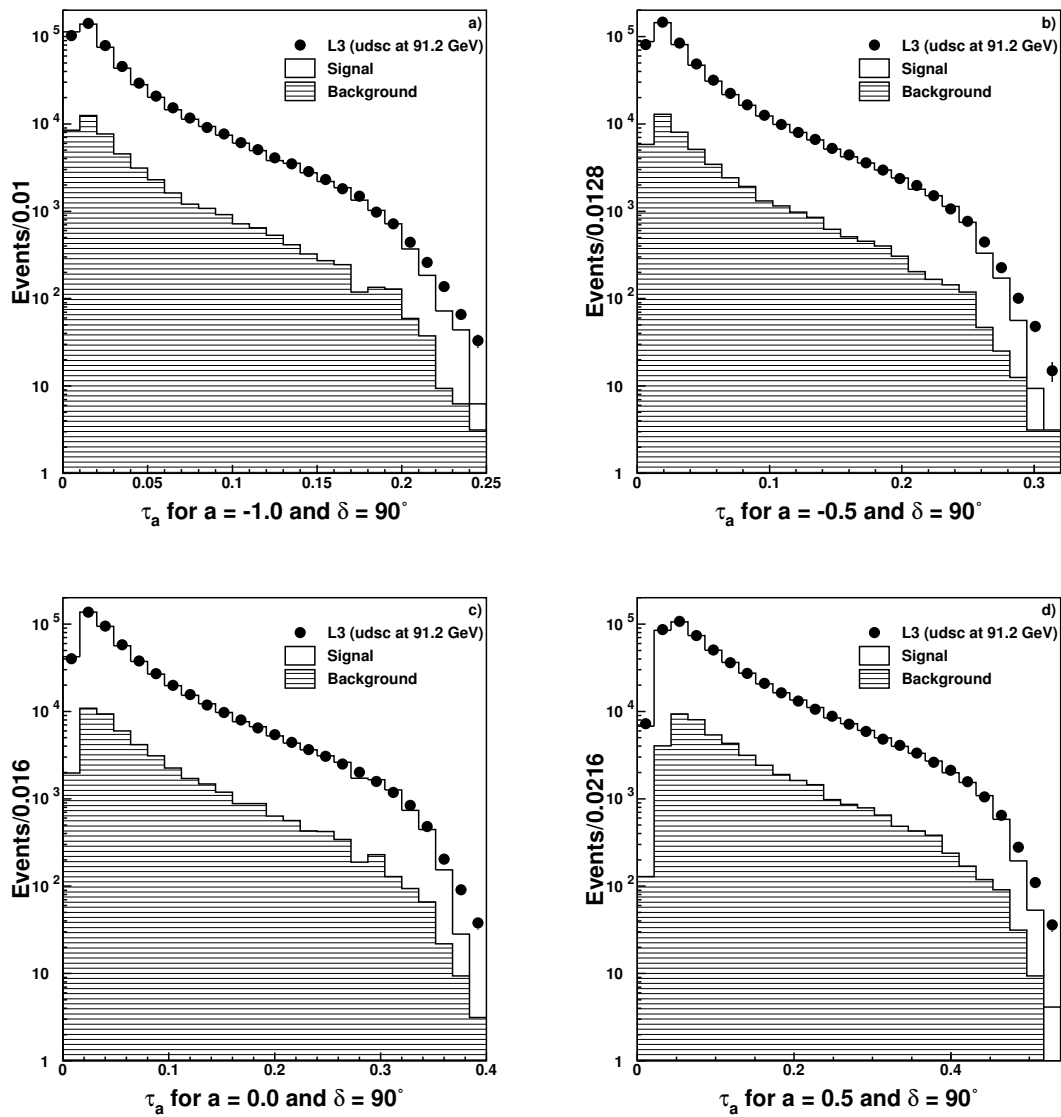 a)
L3 (udsc at 91.2 GeV)
Signal
Background
Events/0.01
10^5
10^4
10^3
10^2
10
1
0 0.05 0.1 0.15 0.2 0.25
τ_a for a = -1.0 and δ = 90°
b)
L3 (udsc at 91.2 GeV)
Signal
Background
Events/0.0128
10^5
10^4
10^3
10^2
10
1
0 0.1 0.2 0.3
τ_a for a = -0.5 and δ = 90°
c)
L3 (udsc at 91.2 GeV)
Signal
Background
Events/0.016
10^5
10^4
10^3
10^2
10
1
0 0.1 0.2 0.3 0.4
τ_a for a = 0.0 and δ = 90°
d)
L3 (udsc at 91.2 GeV)
Signal
Background
Events/0.0216
10^5
10^4
10^3
10^2
10
1
0 0.2 0.4
τ_a for a = 0.5 and δ = 90°